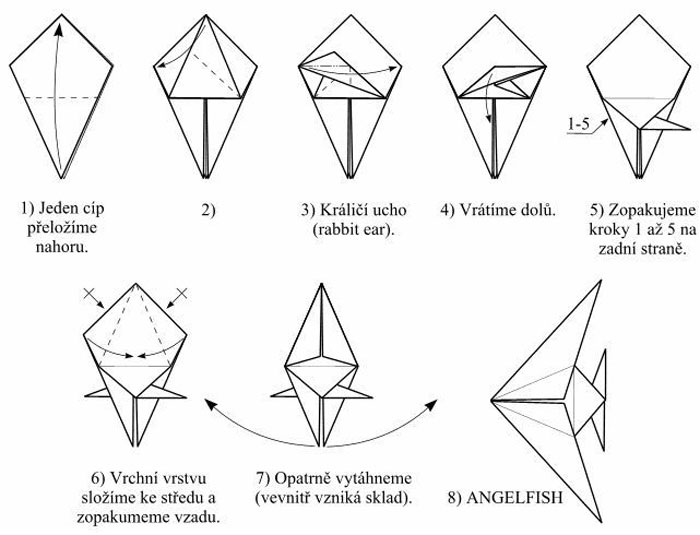 1) Jeden cíp
přeložíme
nahoru.
2)
3) Králičí ucho
(rabbit ear).
4) Vrátíme dolů.
1-5
5) Zopakujeme
kroky 1 až 5 na
zadní straně.
6) Vrchní vrstvu
složíme ke středu a
zopakumeme vzadu.
7) Opatrně vytáhneme
(vevnitř vzniká sklad).
8) ANGELFISH